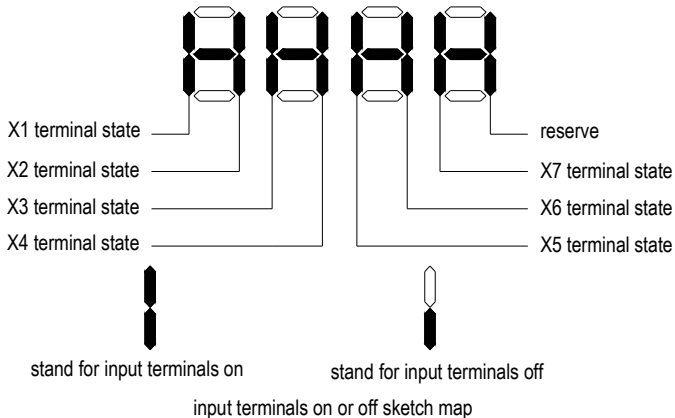 X1 terminal state
reserve
X2 terminal state
X7 terminal state
X3 terminal state
X6 terminal state
X4 terminal state
X5 terminal state
stand for input terminals on
stand for input terminals off
input terminals on or off sketch map